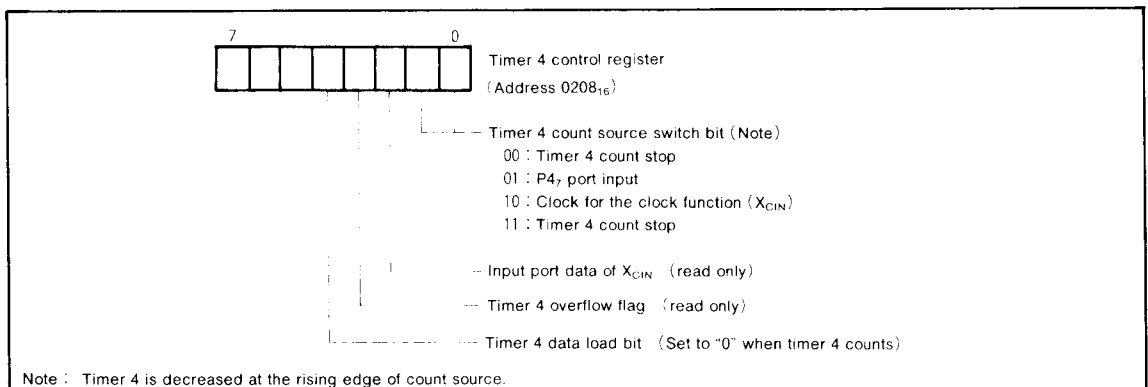 7 0
Timer 4 control register
(Address 0208₁₆)
Timer 4 count source switch bit (Note)
00 : Timer 4 count stop
01 : P4₇ port input
10 : Clock for the clock function (X_CIN)
11 : Timer 4 count stop
Input port data of X_CIN (read only)
Timer 4 overflow flag (read only)
Timer 4 data load bit (Set to “0” when timer 4 counts)
Note : Timer 4 is decreased at the rising edge of count source.